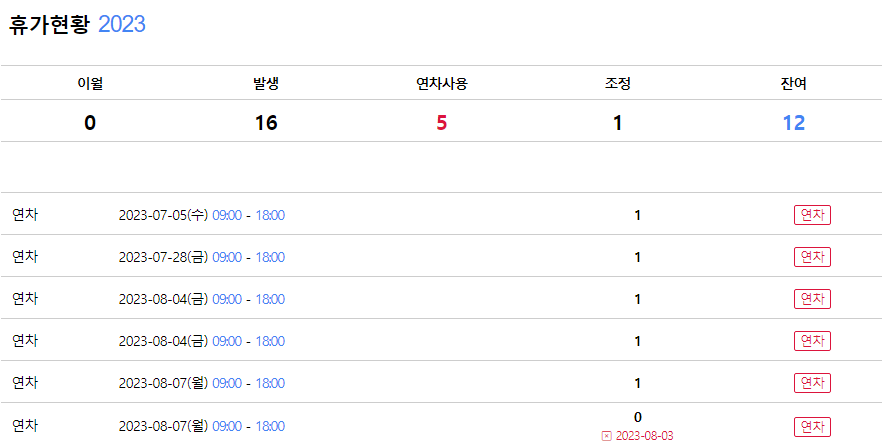 휴가현황 2023
이월 발생 연차사용 조정 잔여
0 16 5 1 12
연차 2023-07-05(수) 09:00 - 18:00 1 연차
연차 2023-07-28(금) 09:00 - 18:00 1 연차
연차 2023-08-04(금) 09:00 - 18:00 1 연차
연차 2023-08-04(금) 09:00 - 18:00 1 연차
연차 2023-08-07(월) 09:00 - 18:00 1 연차
연차 2023-08-07(월) 09:00 - 18:00 0 연차
2023-08-03